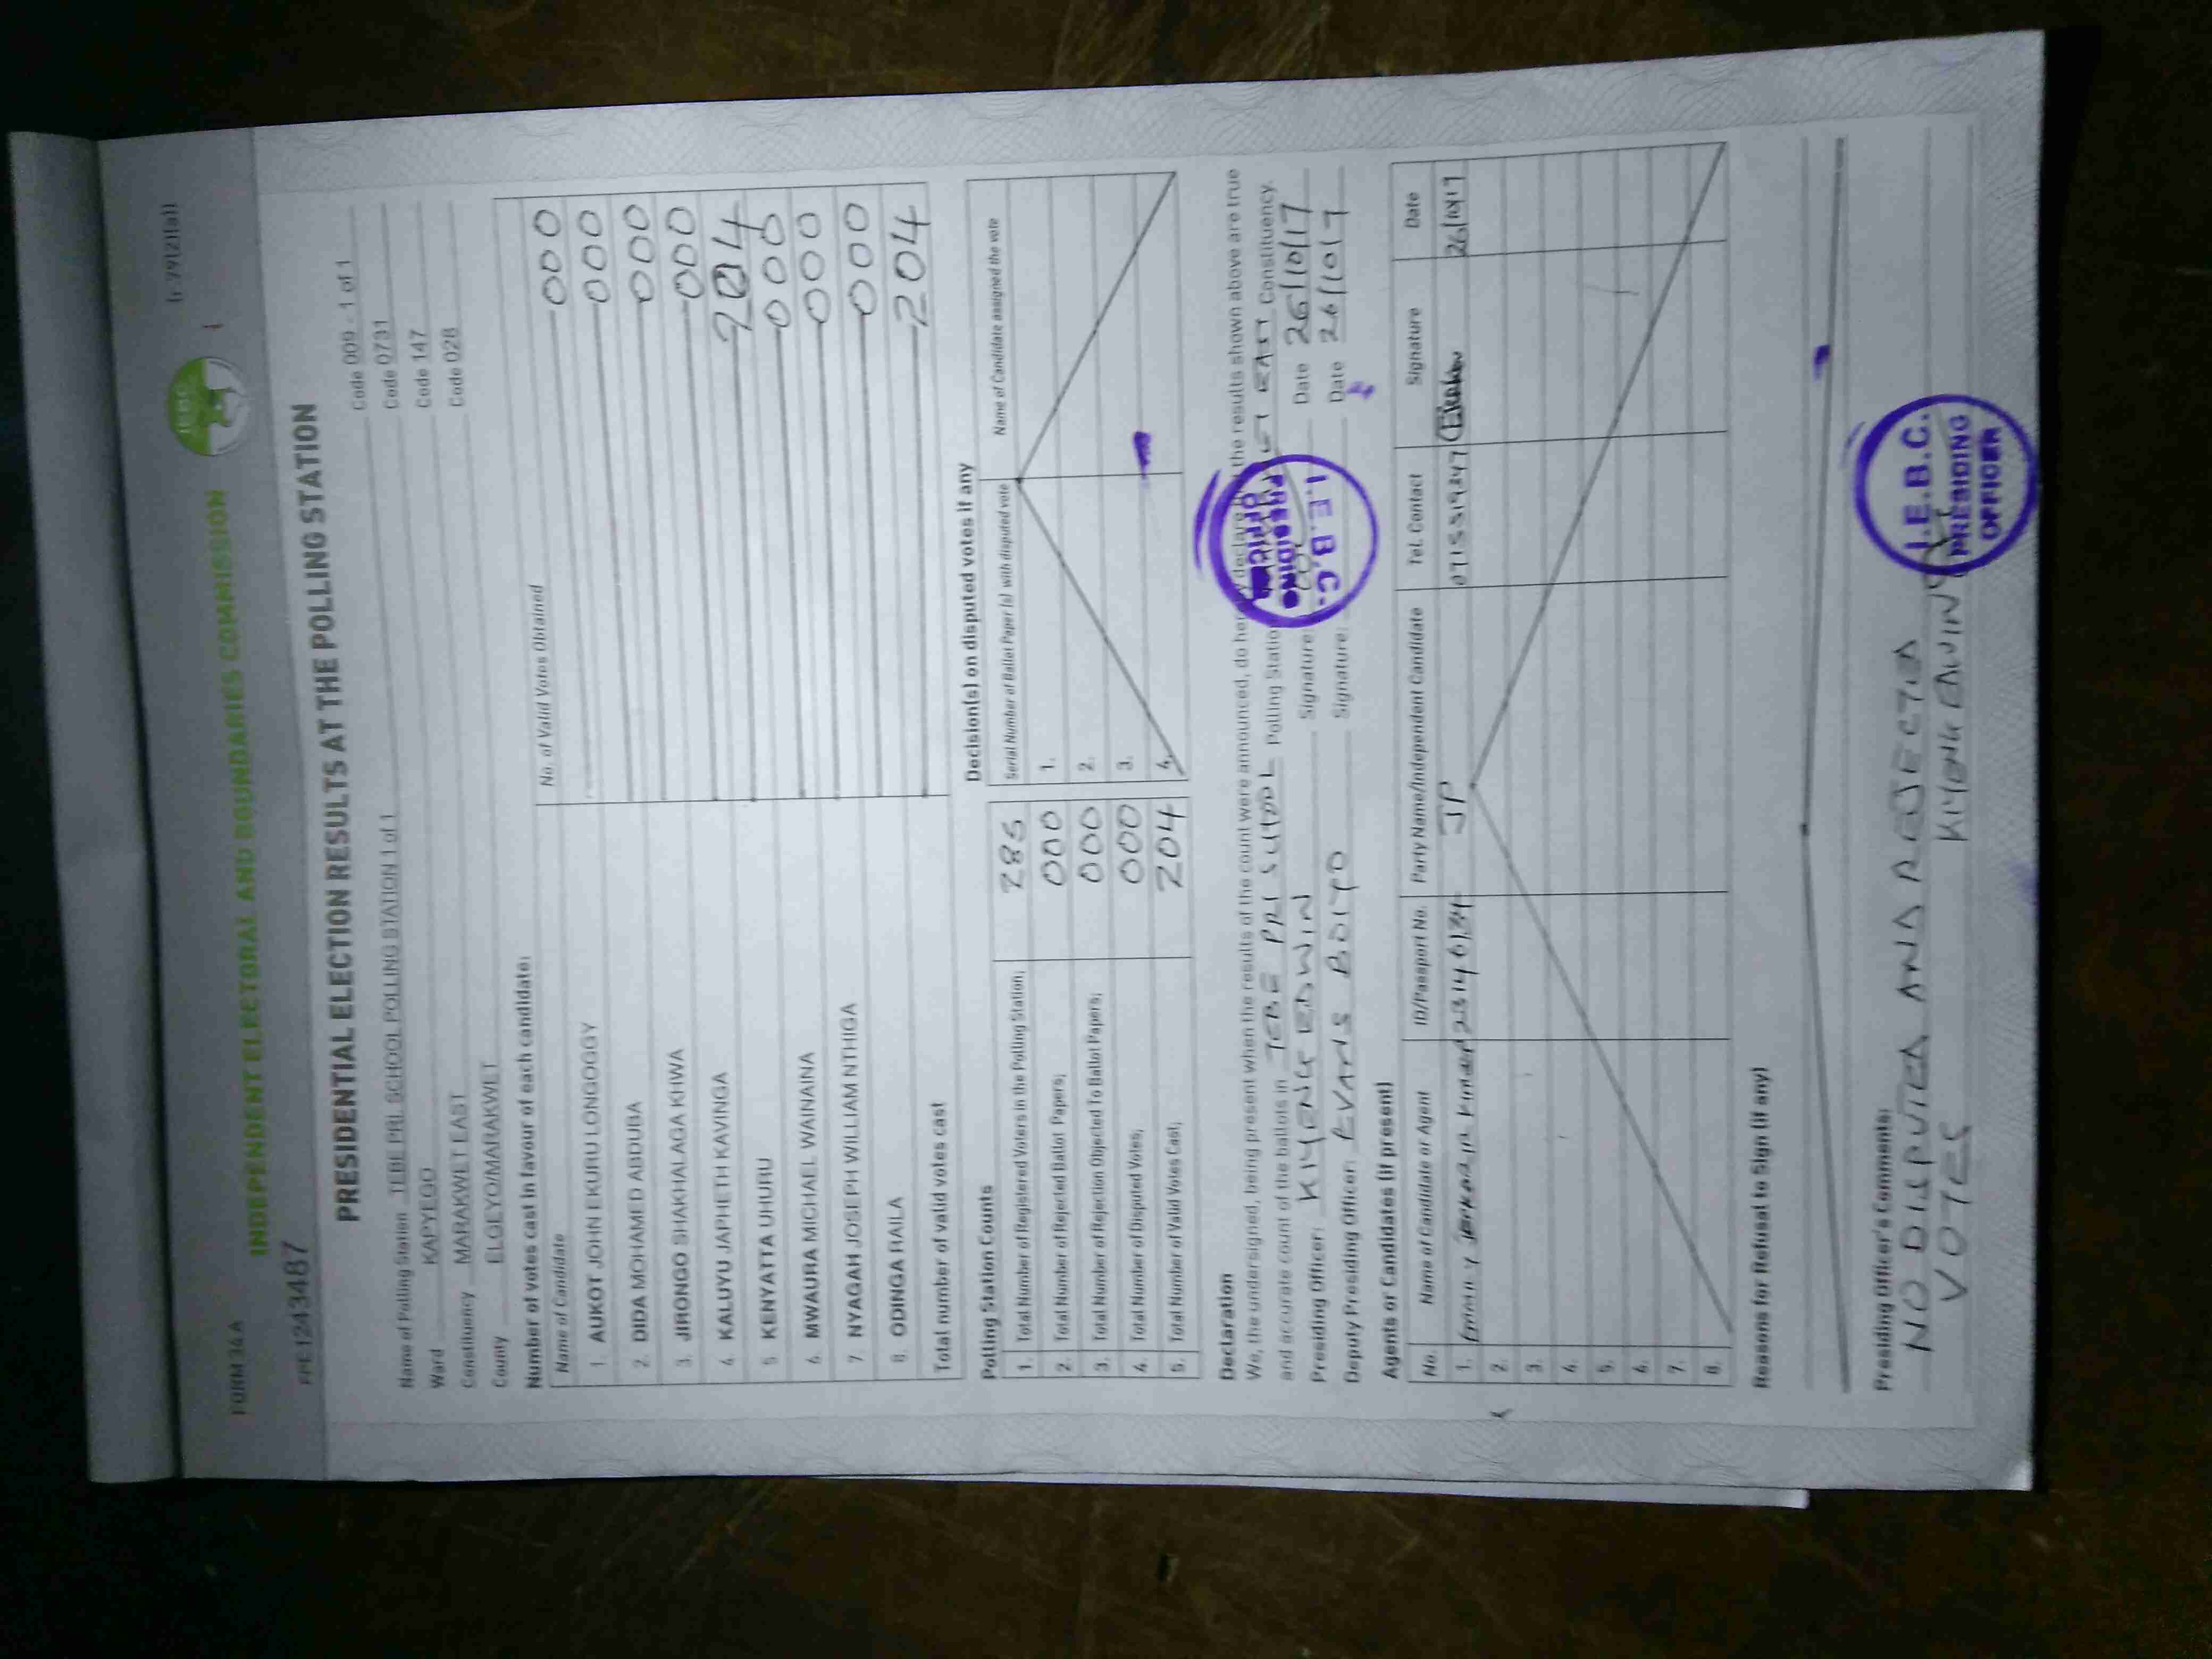 FORM 34A
(r.79(2)(a))
INDEPENDENT ELECTORAL AND BOUNDARIES COMMISSION
IEBC
PRE1243487
PRESIDENTIAL ELECTION RESULTS AT THE POLLING STATION
Name of Polling Station TEBE PRI. SCHOOL POLLING STATION 1 of 1 Code 009 - 1 of 1
Ward KAPYEGO Code 0731
Constituency MARAKWET EAST Code 147
County ELGEYO/MARAKWET Code 028
Number of votes cast in favour of each candidate:
Name of Candidate No. of Valid Votes Obtained
1. AUKOT JOHN EKURU LONGOGGY 000
2. DIDA MOHAMED ABDUBA 000
3. JIRONGO SHAKHALAGA KHWA 000
4. KALUYU JAPHETH KAVINGA 000
5 KENYATTA UHURU 204
6. MWAURA MICHAEL WAINAINA 000
7. NYAGAH JOSEPH WILLIAM NTHIGA 000
8. ODINGA RAILA 000
Total number of valid votes cast 204
Polling Station Counts
1. Total Number of Registered Voters in the Polling Station; 285
2. Total Number of Rejected Ballot Papers; 000
3. Total Number of Rejection Objected To Ballot Papers; 000
4. Total Number of Disputed Votes; 000
5. Total Number of Valid Votes Cast; 204
Decision(s) on disputed votes if any
Serial Number of Ballot Paper (s) with disputed vote Name of Candidate assigned the vote
1.
2.
3.
4.
Declaration
We, the undersigned, being present when the results of the count were announced, do hereby declare the results shown above are true
and accurate count of the ballots in TEBE PRI SCHOOL Polling Station EAST Constituency.
Presiding Officer: KIYENG EDWIN Signature: Date 26/10/17
Deputy Presiding Officer: EVANS BOIYO Signature: Date 26/10/17
I.E.B.C. PRESIDING OFFICER
Agents or Candidates (if present)
No. Name of Candidate or Agent ID/Passport No. Party Name/Independent Candidate Tel. Contact Signature Date
1. JP 0715519247 26/10/17
2.
3.
4.
5.
6.
7.
8.
Reasons for Refusal to Sign (if any)
Presiding Officer's Comments:
NO DISPUTED AND REJECTED
VOTES KIYENG EDWIN
I.E.B.C. PRESIDING OFFICER